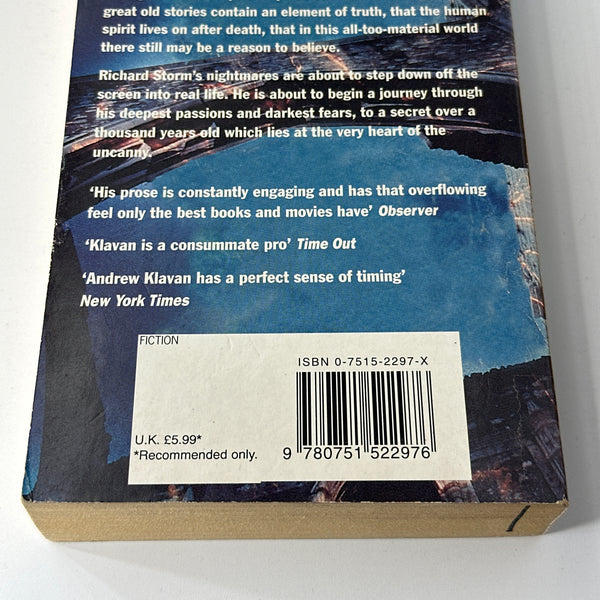 great old stories contain an element of truth, that the human
spirit lives on after death, that in this all-too-material world
there still may be a reason to believe.
Richard Storm's nightmares are about to step down off the
screen into real life. He is about to begin a journey through
his deepest passions and darkest fears, to a secret over a
thousand years old which lies at the very heart of the
uncanny.
'His prose is constantly engaging and has that overflowing
feel only the best books and movies have' Observer
'Klavan is a consummate pro' Time Out
'Andrew Klavan has a perfect sense of timing'
New York Times
FICTION
ISBN 0-7515-2297-X
U.K. £5.99*
*Recommended only.
9 780751 522976